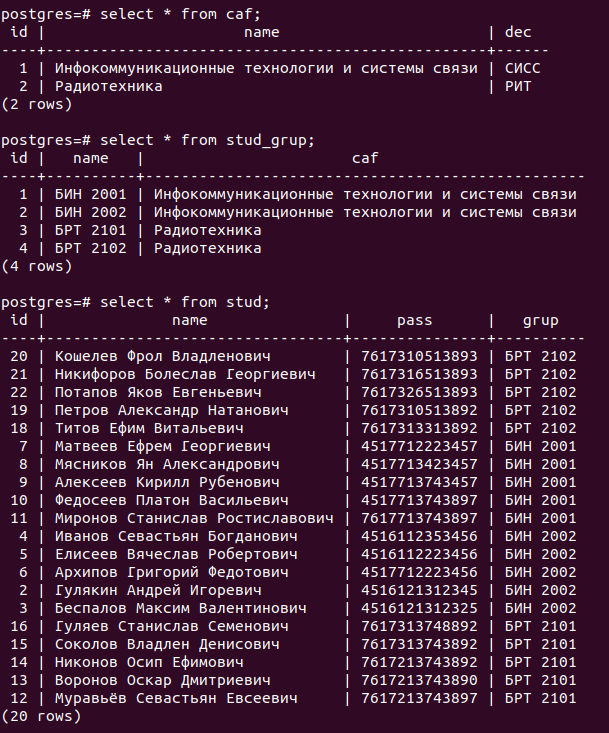 postgres=# select * from caf;
 id |                      name                       | dec
----+-------------------------------------------------+------
  1 | Инфокоммуникационные технологии и системы связи | СИСС
  2 | Радиотехника                                    | РИТ
(2 rows)
postgres=# select * from stud_grup;
 id |   name   |                       caf
----+----------+-------------------------------------------------
  1 | БИН 2001 | Инфокоммуникационные технологии и системы связи
  2 | БИН 2002 | Инфокоммуникационные технологии и системы связи
  3 | БРТ 2101 | Радиотехника
  4 | БРТ 2102 | Радиотехника
(4 rows)
postgres=# select * from stud;
 id |              name               |     pass      |   grup
----+---------------------------------+---------------+----------
 20 | Кошелев Фрол Владленович        | 7617310513893 | БРТ 2102
 21 | Никифоров Болеслав Георгиевич   | 7617316513893 | БРТ 2102
 22 | Потапов Яков Евгеньевич         | 7617326513893 | БРТ 2102
 19 | Петров Александр Натанович      | 7617310513892 | БРТ 2102
 18 | Титов Ефим Витальевич           | 7617313313892 | БРТ 2102
  7 | Матвеев Ефрем Георгиевич        | 4517712223457 | БИН 2001
  8 | Мясников Ян Александрович       | 4517713423457 | БИН 2001
  9 | Алексеев Кирилл Рубенович       | 4517713743457 | БИН 2001
 10 | Федосеев Платон Васильевич      | 4517713743897 | БИН 2001
 11 | Миронов Станислав Ростиславович | 7617713743897 | БИН 2001
  4 | Иванов Севастьян Богданович     | 4516112353456 | БИН 2002
  5 | Елисеев Вячеслав Робертович     | 4516112223456 | БИН 2002
  6 | Архипов Григорий Федотович      | 4517712223456 | БИН 2002
  2 | Гулякин Андрей Игоревич         | 4516121312345 | БИН 2002
  3 | Беспалов Максим Валентинович    | 4516121312325 | БИН 2002
 16 | Гуляев Станислав Семенович      | 7617313748892 | БРТ 2101
 15 | Соколов Владлен Денисович       | 7617313743892 | БРТ 2101
 14 | Никонов Осип Ефимович           | 7617213743892 | БРТ 2101
 13 | Воронов Оскар Дмитриевич        | 7617213743890 | БРТ 2101
 12 | Муравьёв Севастьян Евсеевич     | 7617213743897 | БРТ 2101
(20 rows)